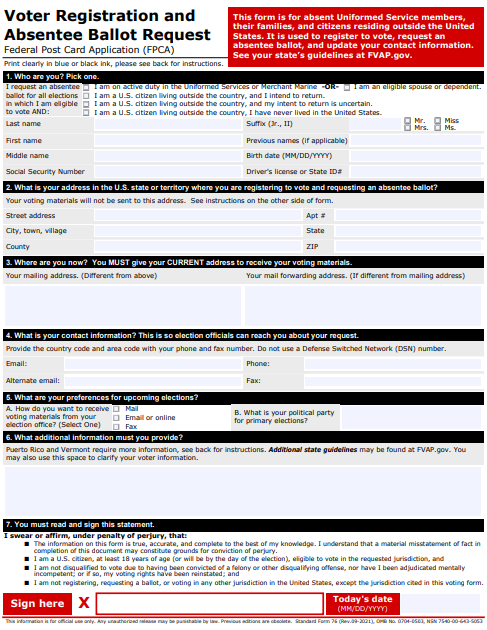 Voter Registration and
Absentee Ballot Request
Federal Post Card Application (FPCA)
Print clearly in blue or black ink, please see back for instructions.
This form is for absent Uniformed Service members,
their families, and citizens residing outside the United
States. It is used to register to vote, request an
absentee ballot, and update your contact information.
See your state's guidelines at FVAP.gov.
1. Who are you? Pick one.
I request an absentee
ballot for all elections
in which I am eligible
to vote AND:
I am on active duty in the Uniformed Services or Merchant Marine -OR- I am an eligible spouse or dependent.
I am a U.S. citizen living outside the country, and I intend to return.
I am a U.S. citizen living outside the country, and my intent to return is uncertain.
I am a U.S. citizen living outside the country, I have never lived in the United States.
Last name
Suffix (Jr., II)
Mr. Miss
Mrs. Ms.
First name
Previous names (if applicable)
Middle name
Birth date (MM/DD/YYYY)
Social Security Number
Driver's license or State ID#
2. What is your address in the U.S. state or territory where you are registering to vote and requesting an absentee ballot?
Your voting materials will not be sent to this address. See instructions on the other side of form.
Street address
Apt #
City, town, village
State
County
ZIP
3. Where are you now? You MUST give your CURRENT address to receive your voting materials.
Your mailing address. (Different from above)
Your mail forwarding address. (If different from mailing address)
4. What is your contact information? This is so election officials can reach you about your request.
Provide the country code and area code with your phone and fax number. Do not use a Defense Switched Network (DSN) number.
Email:
Phone:
Alternate email:
Fax:
5. What are your preferences for upcoming elections?
A. How do you want to receive
voting materials from your
election office? (Select One)
Mail
Email or online
Fax
B. What is your political party
for primary elections?
6. What additional information must you provide?
Puerto Rico and Vermont require more information, see back for instructions. Additional state guidelines may be found at FVAP.gov. You
may also use this space to clarify your voter information.
7. You must read and sign this statement.
I swear or affirm, under penalty of perjury, that:
The information on this form is true, accurate, and complete to the best of my knowledge. I understand that a material misstatement of fact in
completion of this document may constitute grounds for conviction of perjury.
I am a U.S. citizen, at least 18 years of age (or will be by the day of the election), eligible to vote in the requested jurisdiction, and
I am not disqualified to vote due to having been convicted of a felony or other disqualifying offense, nor have I been adjudicated mentally
incompetent; or if so, my voting rights have been reinstated; and
I am not registering, requesting a ballot, or voting in any other jurisdiction in the United States, except the jurisdiction cited in this voting form.
Sign here X
Today's date
(MM/DD/YYYY)
This information is for official use only. Any unauthorized release may be punishable by law. Previous editions are obsolete. Standard Form 76 (Rev.09-2021), OMB No. 0704-0503, NSN 7540-00-643-5053